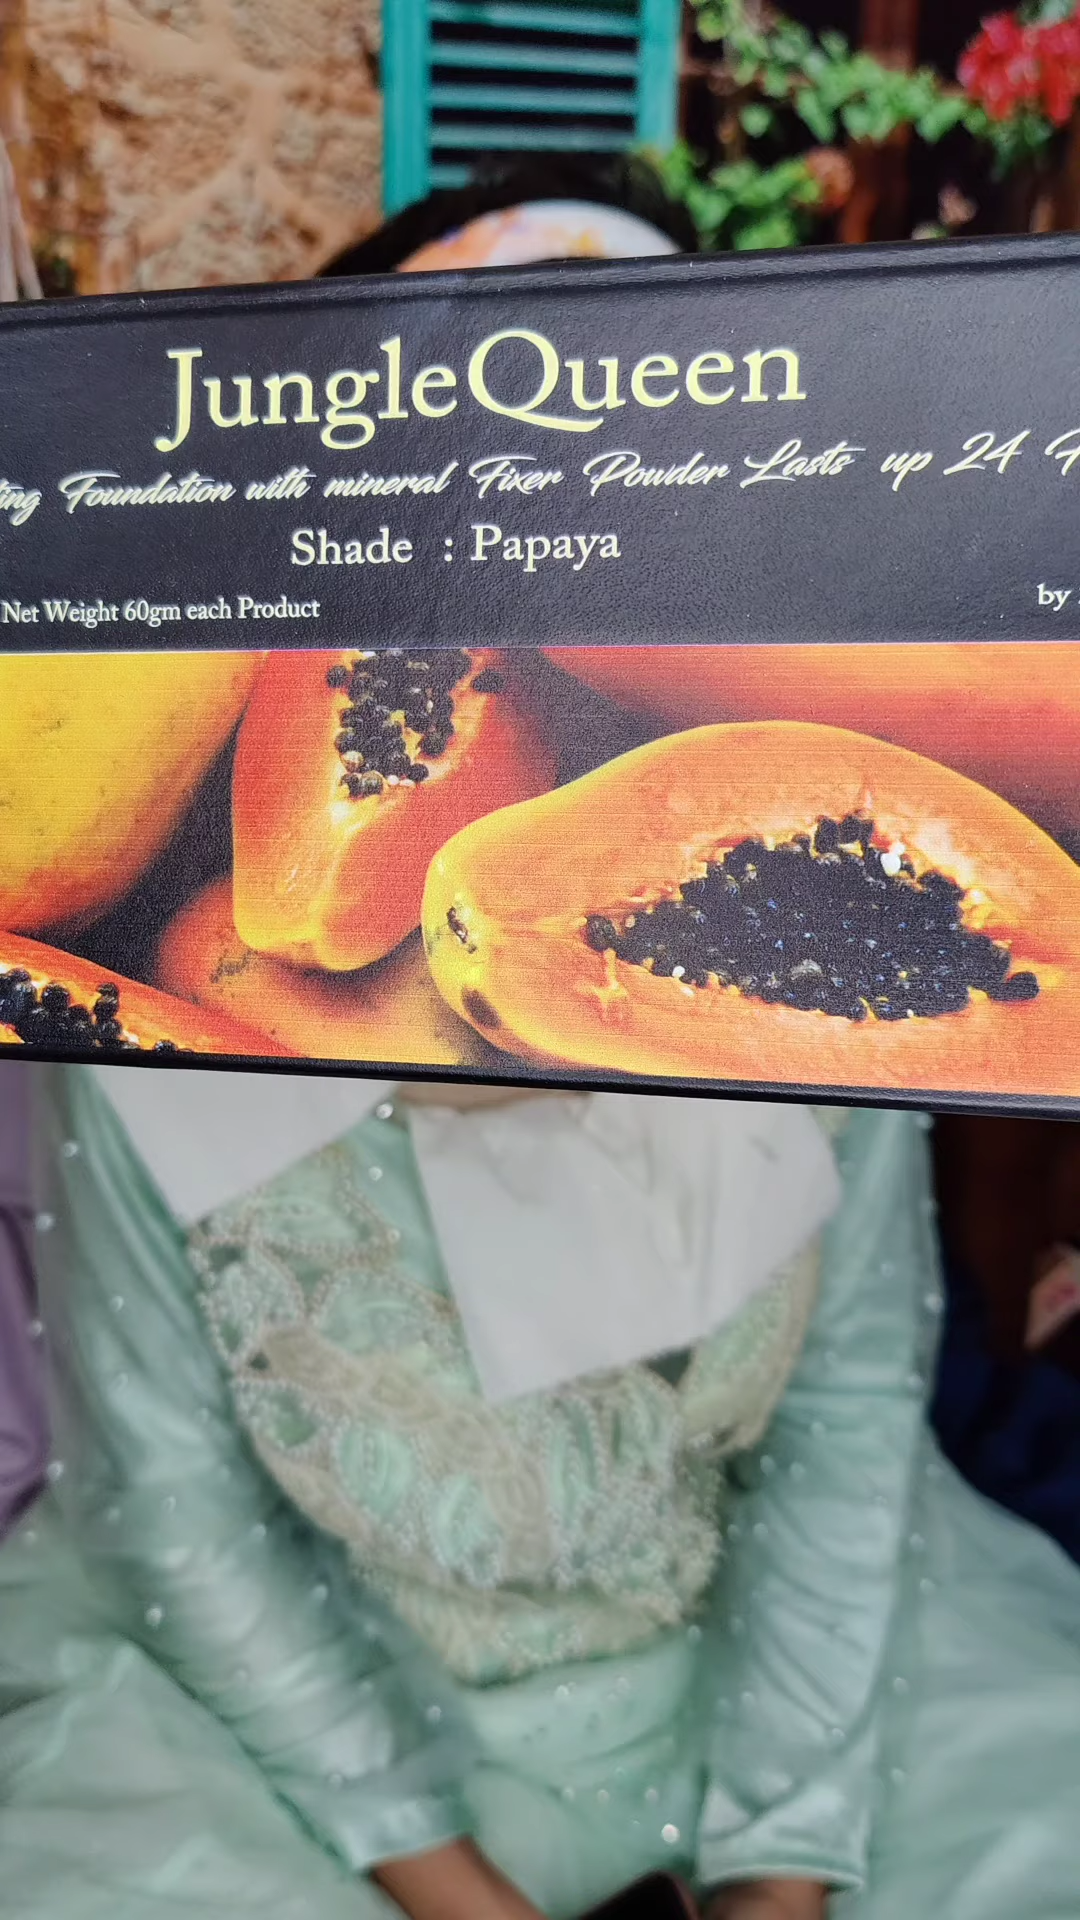 JungleQueen
Foundation with mineral Fixer Powder Lasts up 24
Shade : Papaya
Net Weight 60gm each Product
by